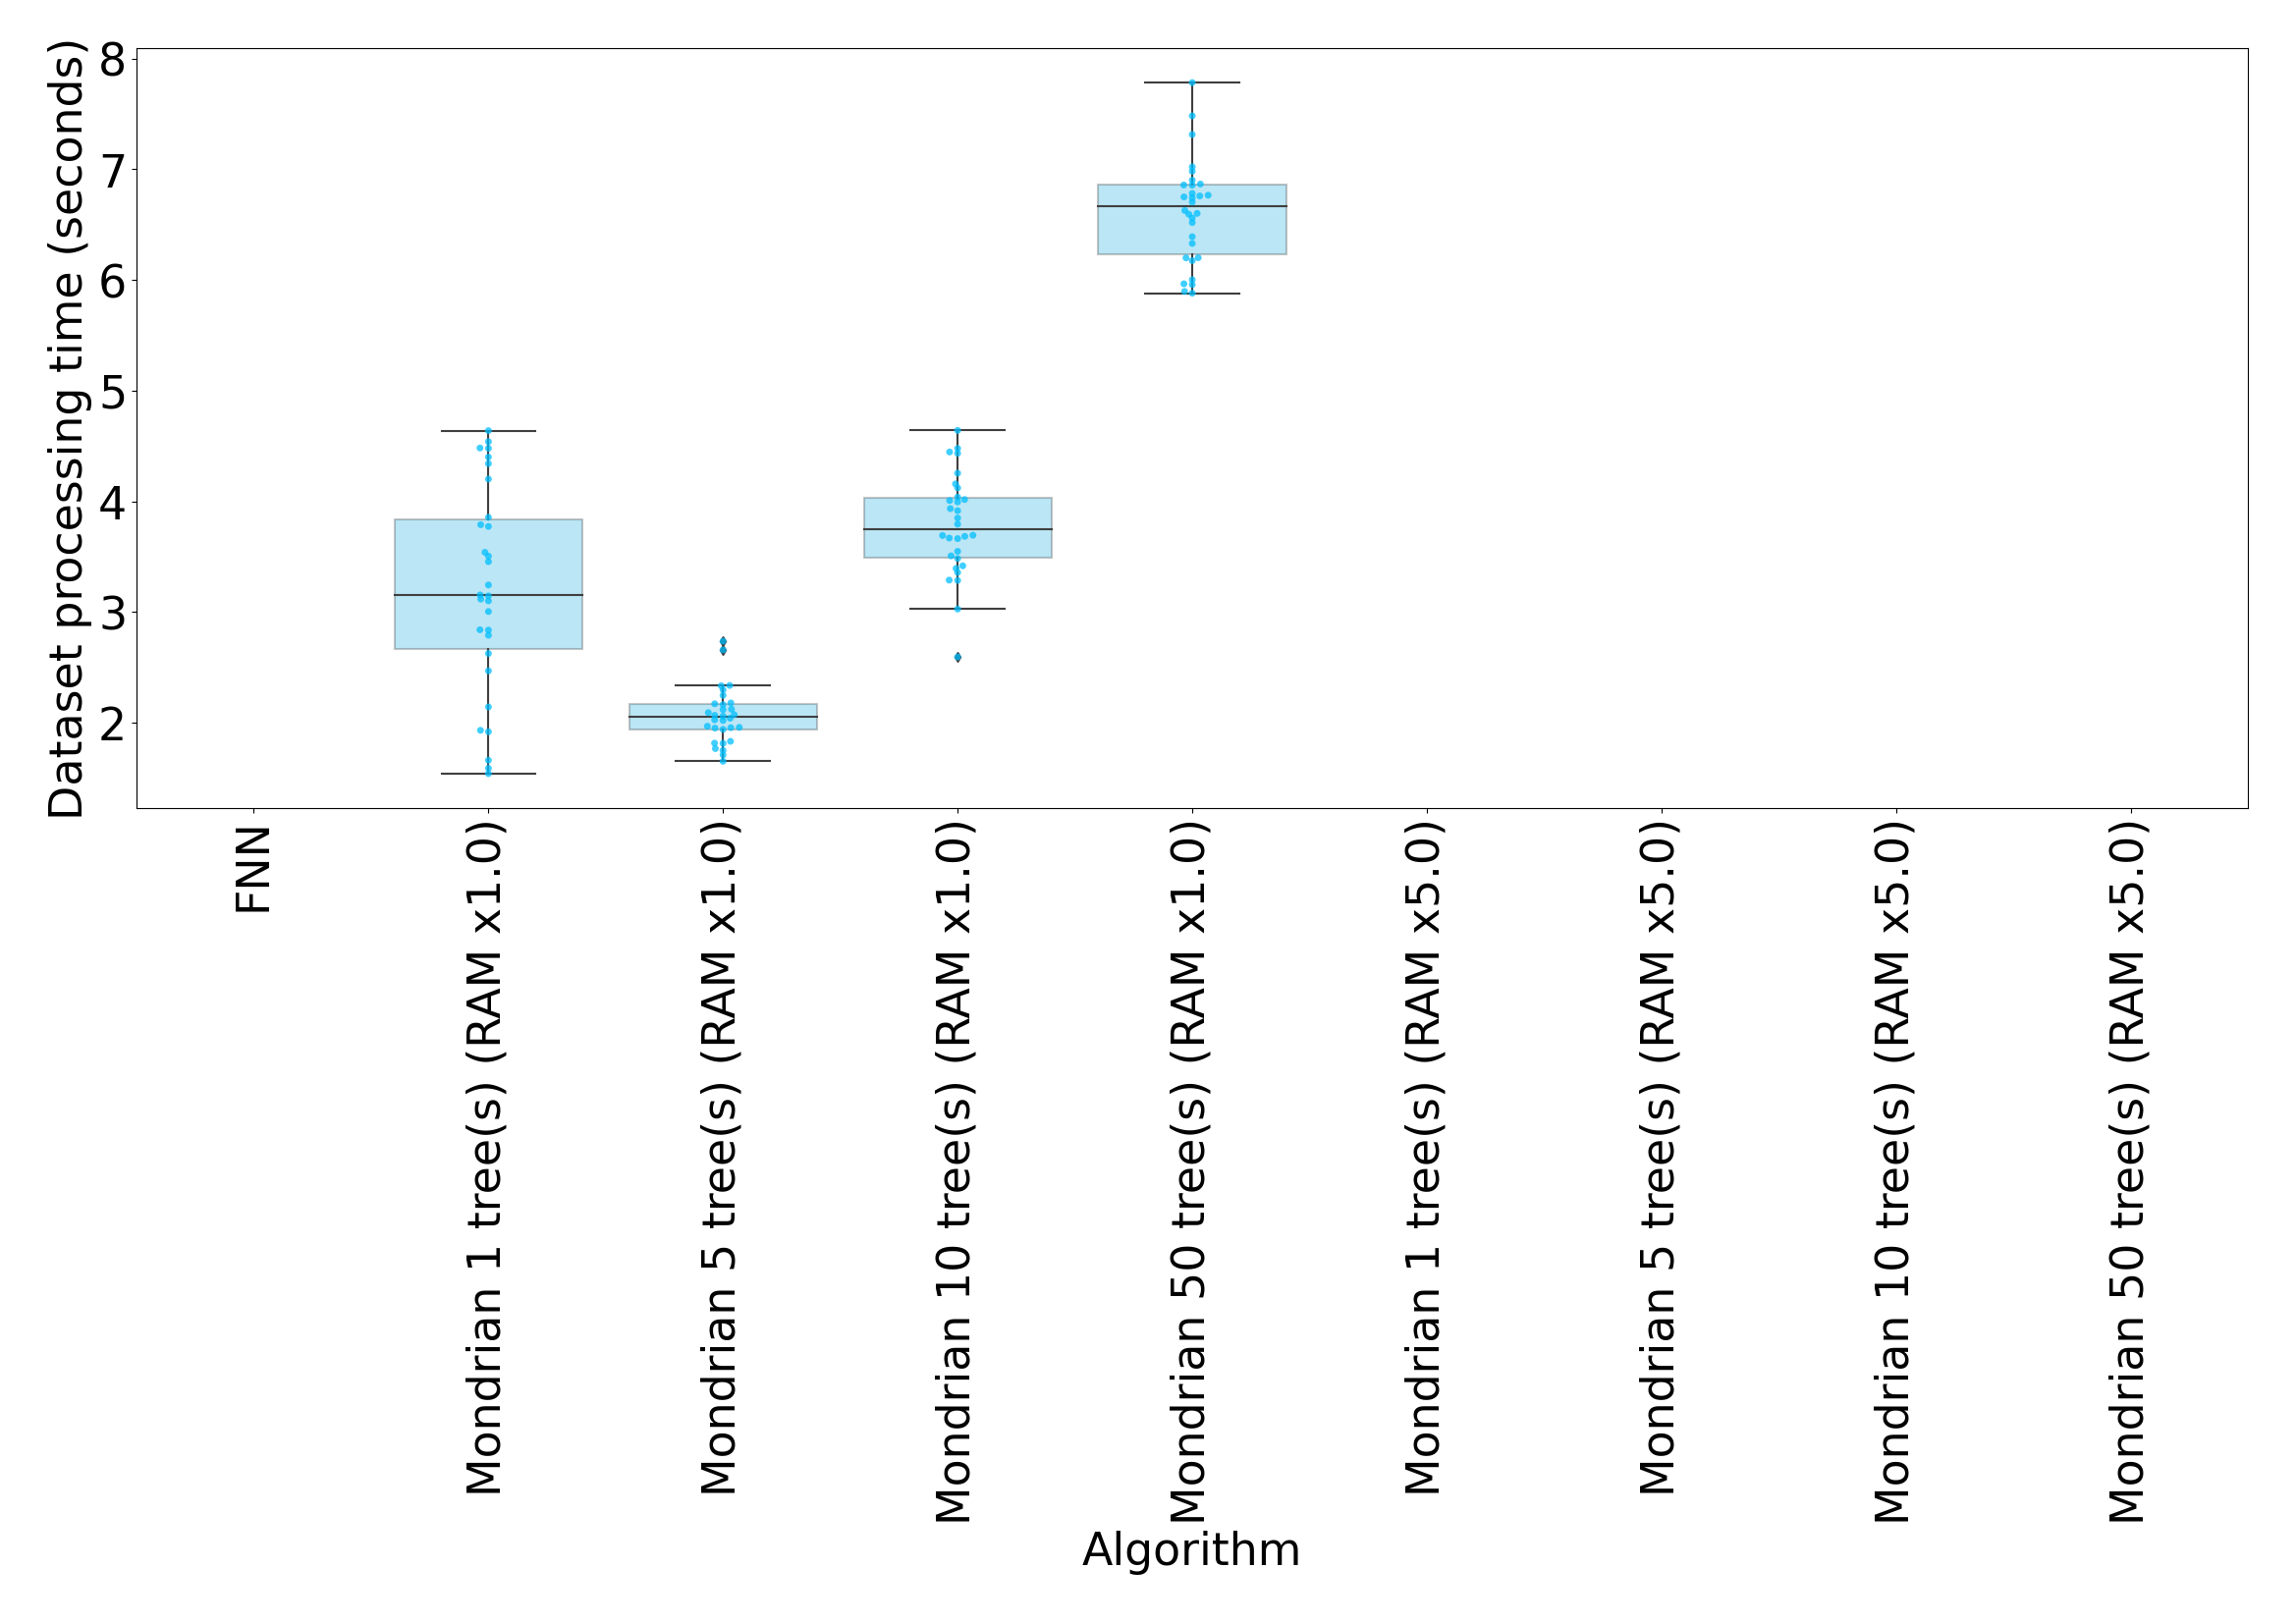 Dataset processing time (seconds)
8
7
6
5
4
3
2
FNN
Mondrian 1 tree(s) (RAM x1.0)
Mondrian 5 tree(s) (RAM x1.0)
Mondrian 10 tree(s) (RAM x1.0)
Mondrian 50 tree(s) (RAM x1.0)
Mondrian 1 tree(s) (RAM x5.0)
Mondrian 5 tree(s) (RAM x5.0)
Mondrian 10 tree(s) (RAM x5.0)
Mondrian 50 tree(s) (RAM x5.0)
Algorithm